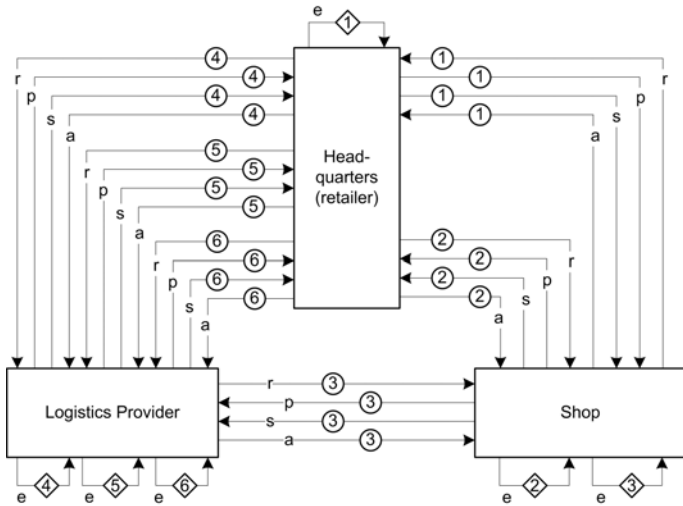 e 1
r 4 1 r
p 4 1 p
s 4 1 s
a 4 1 a
Head-
quarters
(retailer)
r 5
p 5
s 5
a 5
r 6 2 r
p 6 2 p
s 6 2 s
a 6 2 a
Logistics Provider
r 3
p 3
s 3
a 3
Shop
e 4 e 5 e 6
e 2 e 3